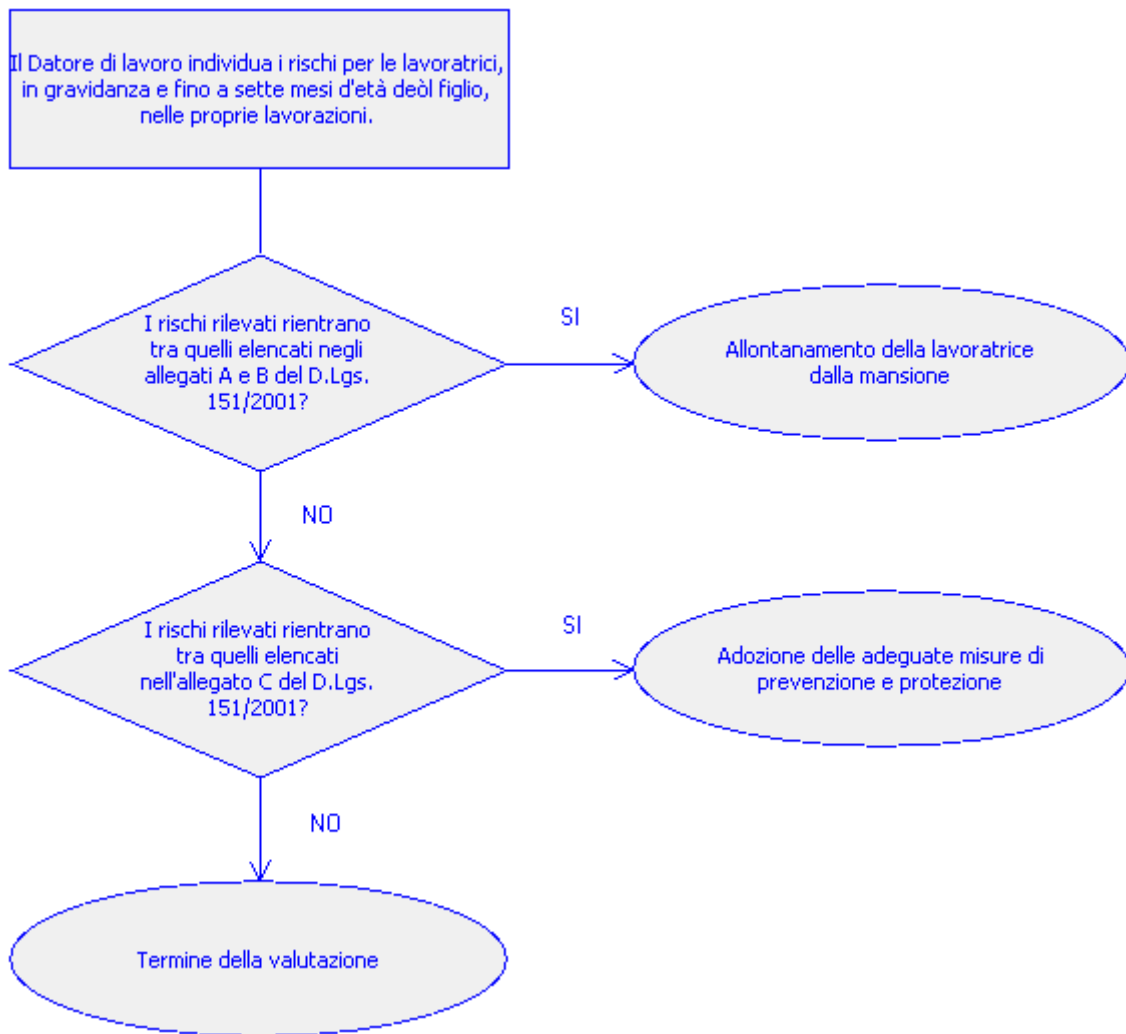 Il Datore di lavoro individua i rischi per le lavoratrici,
in gravidanza e fino a sette mesi d'età deòl figlio,
nelle proprie lavorazioni.
I rischi rilevati rientrano
tra quelli elencati negli
allegati A e B del D.Lgs.
151/2001?
SI
Allontanamento della lavoratrice
dalla mansione
NO
I rischi rilevati rientrano
tra quelli elencati
nell'allegato C del D.Lgs.
151/2001?
SI
Adozione delle adeguate misure di
prevenzione e protezione
NO
Termine della valutazione